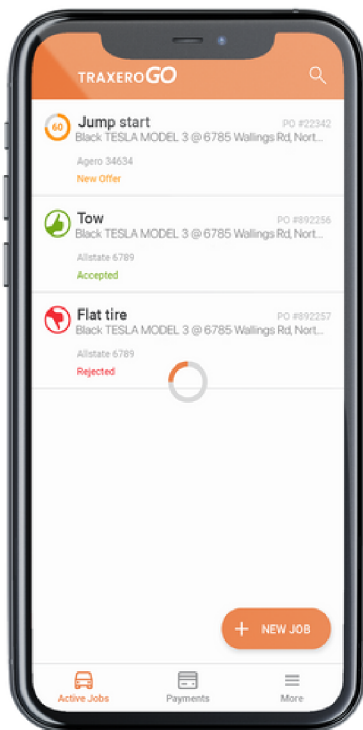 TRAXEROGO
60
Jump start
PO #22342
Black TESLA MODEL 3 @ 6785 Wallings Rd, Nort...
Agero 34634
New Offer
Tow
PO #892256
Black TESLA MODEL 3 @ 6785 Wallings Rd, Nort...
Allstate 6789
Accepted
Flat tire
PO #892257
Black TESLA MODEL 3 @ 6785 Wallings Rd, Nort...
Allstate 6789
Rejected
+ NEW JOB
Active Jobs
Payments
More